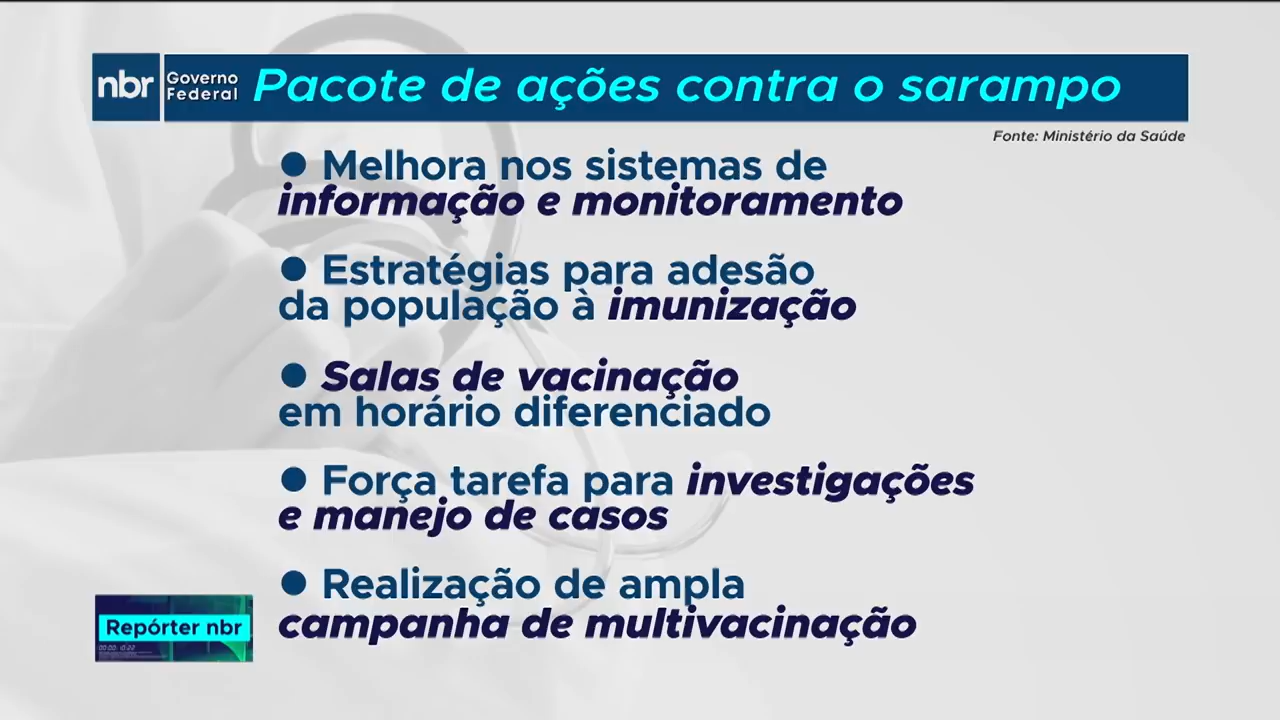 nbr
Governo
Federal
Pacote de ações contra o sarampo
Fonte: Ministério da Saúde
● Melhora nos sistemas de
informação e monitoramento
● Estratégias para adesão
da população à imunização
● Salas de vacinação
em horário diferenciado
● Força tarefa para investigações
e manejo de casos
● Realização de ampla
campanha de multivacinação
Repórter nbr